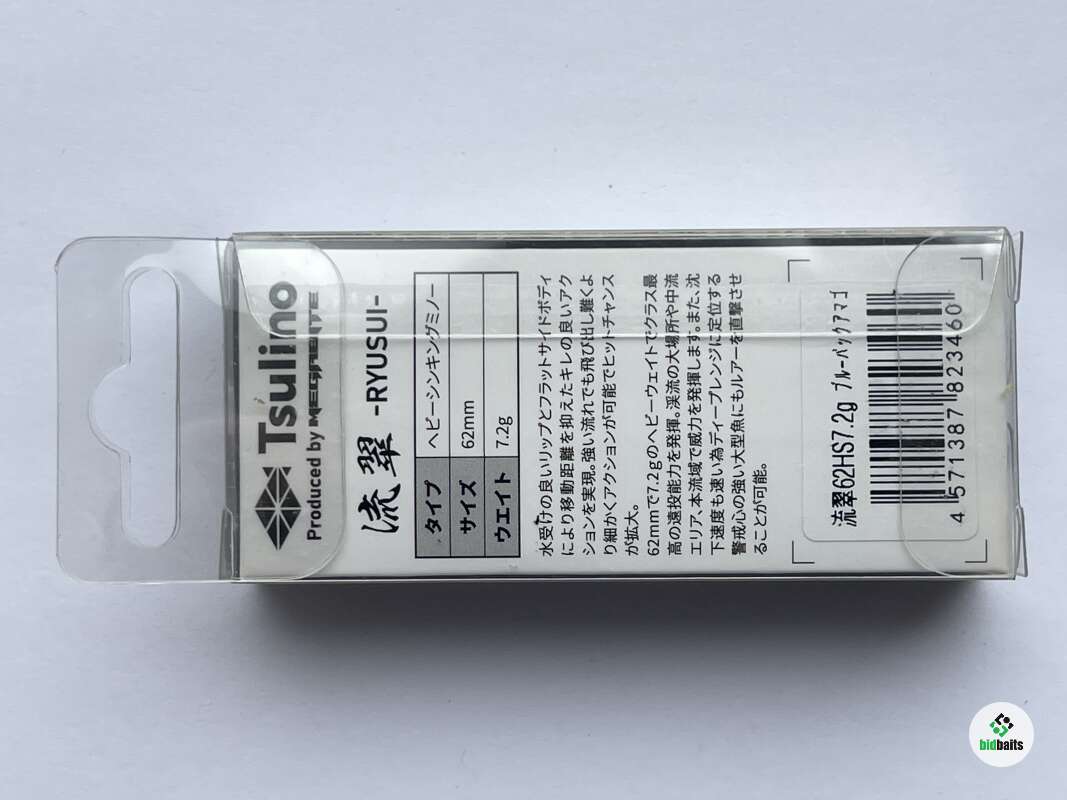 Tsulino
Produced by MEGABITE
流翠 -RYUSUI-
タイプ ヘビーシンキングミノー
サイズ 62mm
ウエイト 7.2g
水受けの良いリップとフラットサイドボディ
により移動距離を抑えたキレの良いアク
ションを実現。強い流れでも飛び出し難くよ
り細かくアクションが可能でヒットチャンス
が拡大。
62mmで7.2gのヘビーウェイトでクラス最
高の遠投能力を発揮。渓流の大場所や中流
エリア、本流域で威力を発揮します。また、沈
下速度も速い為ディープレンジに定位する
警戒心の強い大型魚にもルアーを直撃させ
ることが可能。
流翠62HS7.2g ブルーバックアマゴ
4 571387 823460
bidbaits